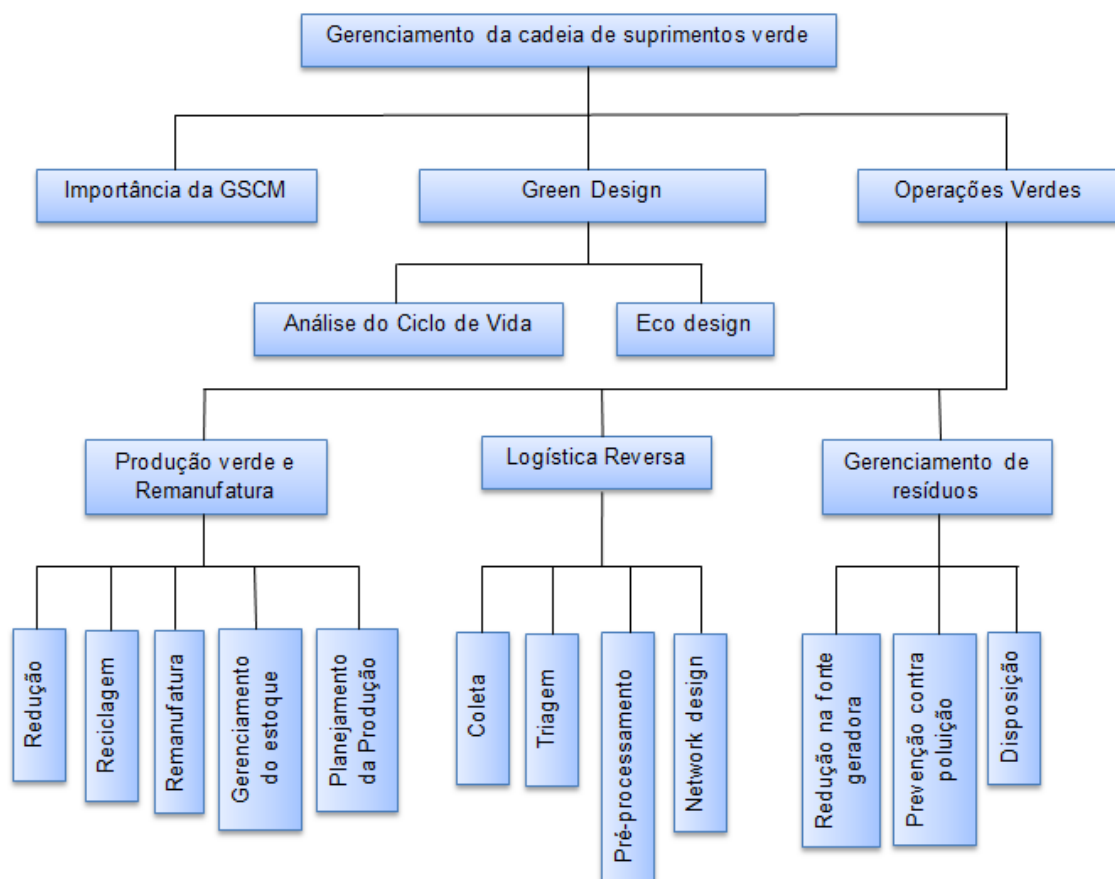 Gerenciamento da cadeia de suprimentos verde
Importância da GSCM
Green Design
Operações Verdes
Análise do Ciclo de Vida
Eco design
Produção verde e
Remanufatura
Logística Reversa
Gerenciamento de
resíduos
Redução
Reciclagem
Remanufatura
Gerenciamento
do estoque
Planejamento
da Produção
Coleta
Triagem
Pré-processamento
Network design
Redução na fonte
geradora
Prevenção contra
poluição
Disposição